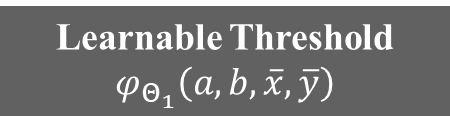 Learnable Threshold
φ_Θ₁(a, b, x̄, ȳ)